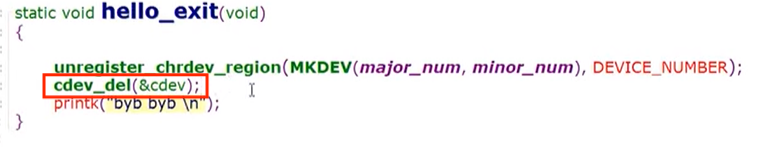 static void hello_exit(void)
{
unregister_chrdev_region(MKDEV(major_num, minor_num), DEVICE_NUMBER);
cdev_del(&cdev);
printk("byb byb \n");
}